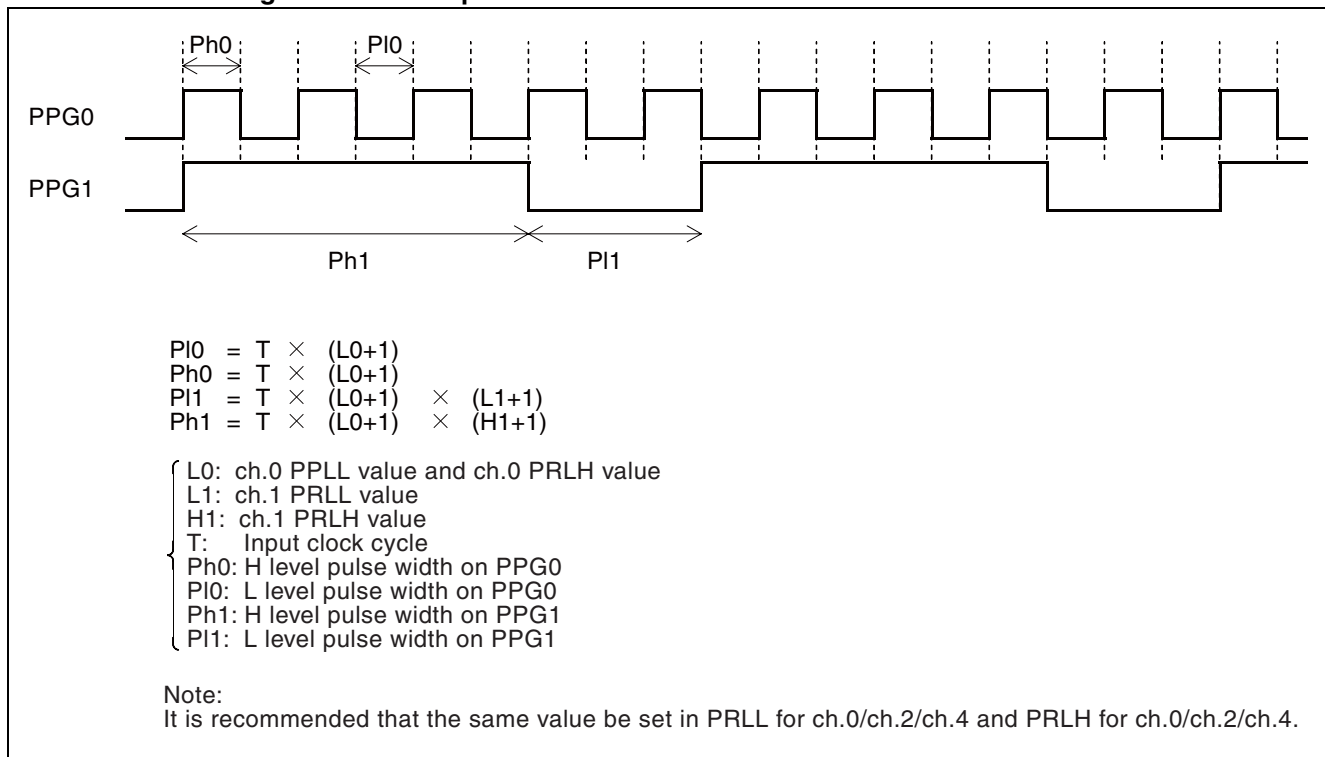 Ph0 Pl0
PPG0
PPG1
Ph1 Pl1
Pl0 = T × (L0+1)
Ph0 = T × (L0+1)
Pl1 = T × (L0+1) × (L1+1)
Ph1 = T × (L0+1) × (H1+1)
L0: ch.0 PPLL value and ch.0 PRLH value
L1: ch.1 PRLL value
H1: ch.1 PRLH value
T: Input clock cycle
Ph0: H level pulse width on PPG0
Pl0: L level pulse width on PPG0
Ph1: H level pulse width on PPG1
Pl1: L level pulse width on PPG1
Note:
It is recommended that the same value be set in PRLL for ch.0/ch.2/ch.4 and PRLH for ch.0/ch.2/ch.4.